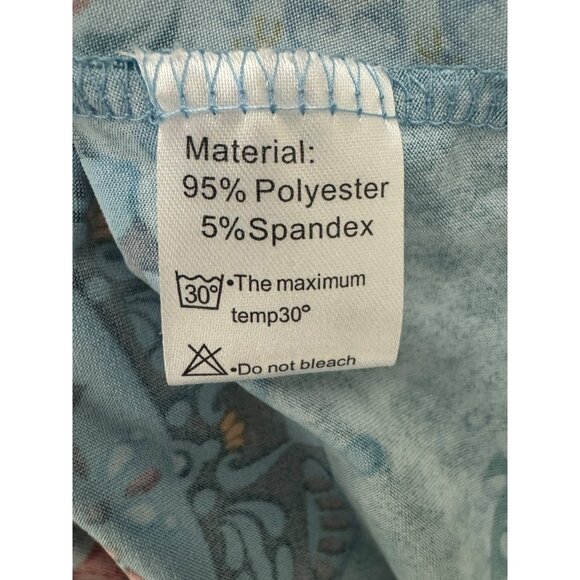 Material:
95% Polyester
5%Spandex
30° •The maximum
temp30°
•Do not bleach